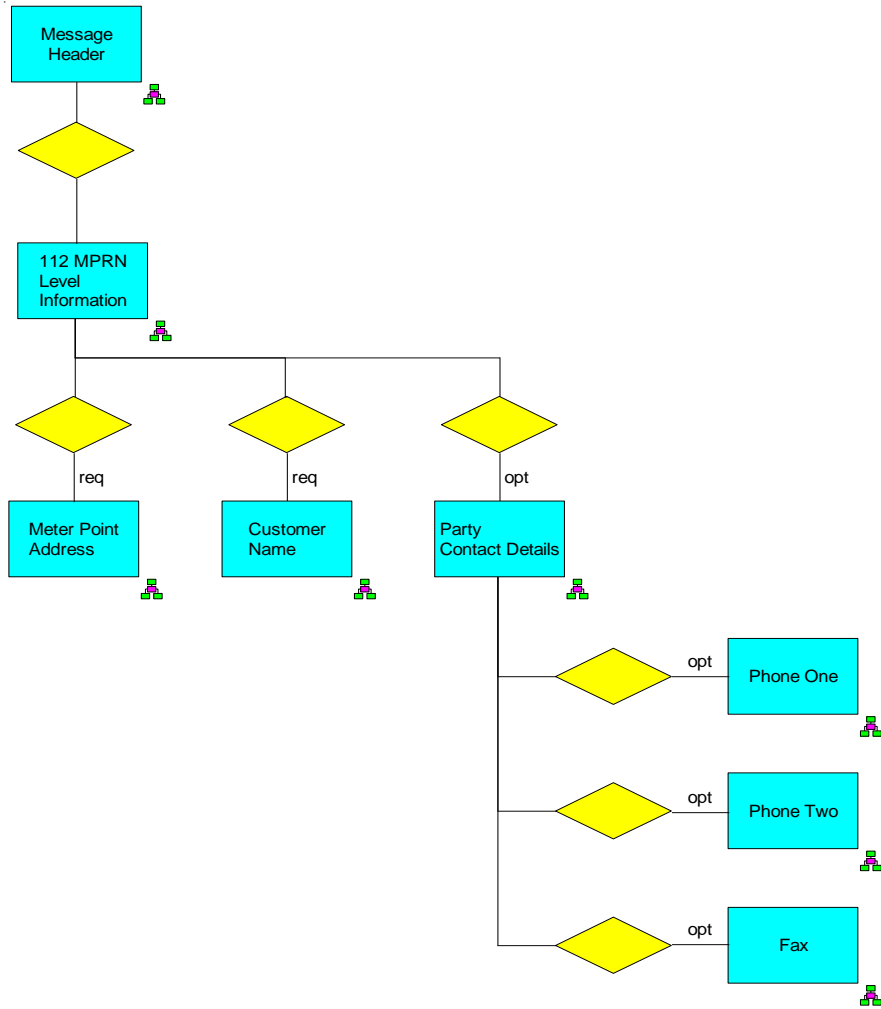 Message
Header
112 MPRN
Level
Information
req
req
opt
Meter Point
Address
Customer
Name
Party
Contact Details
opt
Phone One
opt
Phone Two
opt
Fax